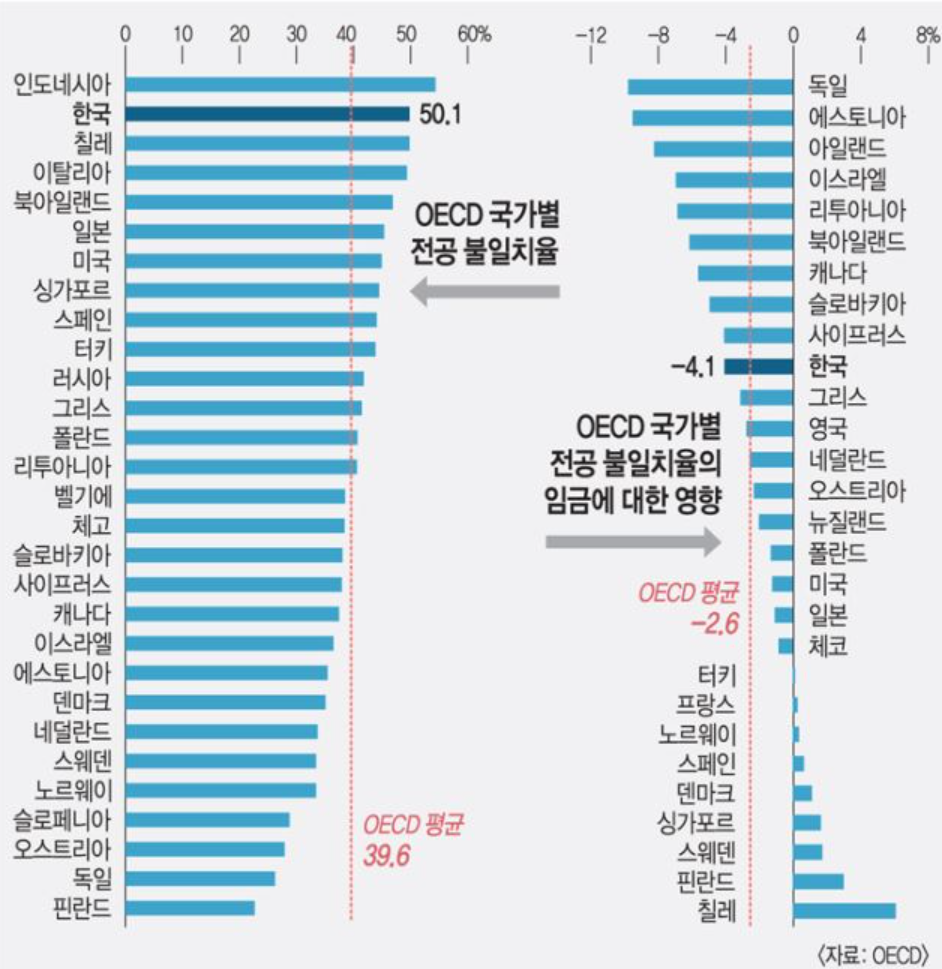 0 10 20 30 40 50 60%
인도네시아
한국 50.1
칠레
이탈리아
북아일랜드
일본
미국
싱가포르
스페인
터키
러시아
그리스
폴란드
리투아니아
벨기에
체고
슬로바키아
사이프러스
캐나다
이스라엘
에스토니아
덴마크
네덜란드
스웨덴
노르웨이
슬로페니아
오스트리아
독일
핀란드
OECD 국가별
전공 불일치율
OECD 평균
39.6
-12 -8 -4 0 4 8%
독일
에스토니아
아일랜드
이스라엘
리투아니아
북아일랜드
캐나다
슬로바키아
사이프러스
-4.1 한국
그리스
영국
네덜란드
오스트리아
뉴질랜드
폴란드
미국
일본
체코
터키
프랑스
노르웨이
스페인
덴마크
싱가포르
스웨덴
핀란드
칠레
OECD 국가별
전공 불일치율의
임금에 대한 영향
OECD 평균
-2.6
〈자료: OECD〉